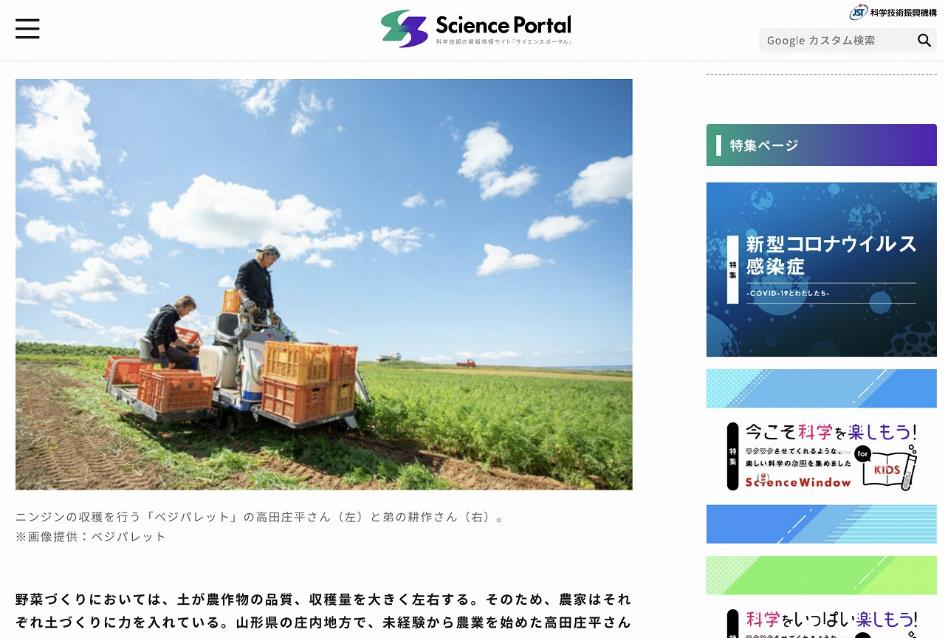 Science Portal
科学技術の最新情報サイト「サイエンスポータル」
JST 科学技術振興機構
Google カスタム検索
ニンジンの収穫を行う「ベジパレット」の高田庄平さん（左）と弟の耕作さん（右）。
※画像提供：ベジパレット
野菜づくりにおいては、土が農作物の品質、収穫量を大きく左右する。そのため、農家はそれ
ぞれ土づくりに力を入れている。山形県の庄内地方で、未経験から農業を始めた高田庄平さん
特集ページ
特集
新型コロナウイルス
感染症
-COVID-19とわたしたち-
特集
今こそ科学を楽しもう!
ワクワクさせてくれるような、
楽しい科学の話題を集めました
ScienceWindow
for
KIDS
科学をいっぱい楽しもう!